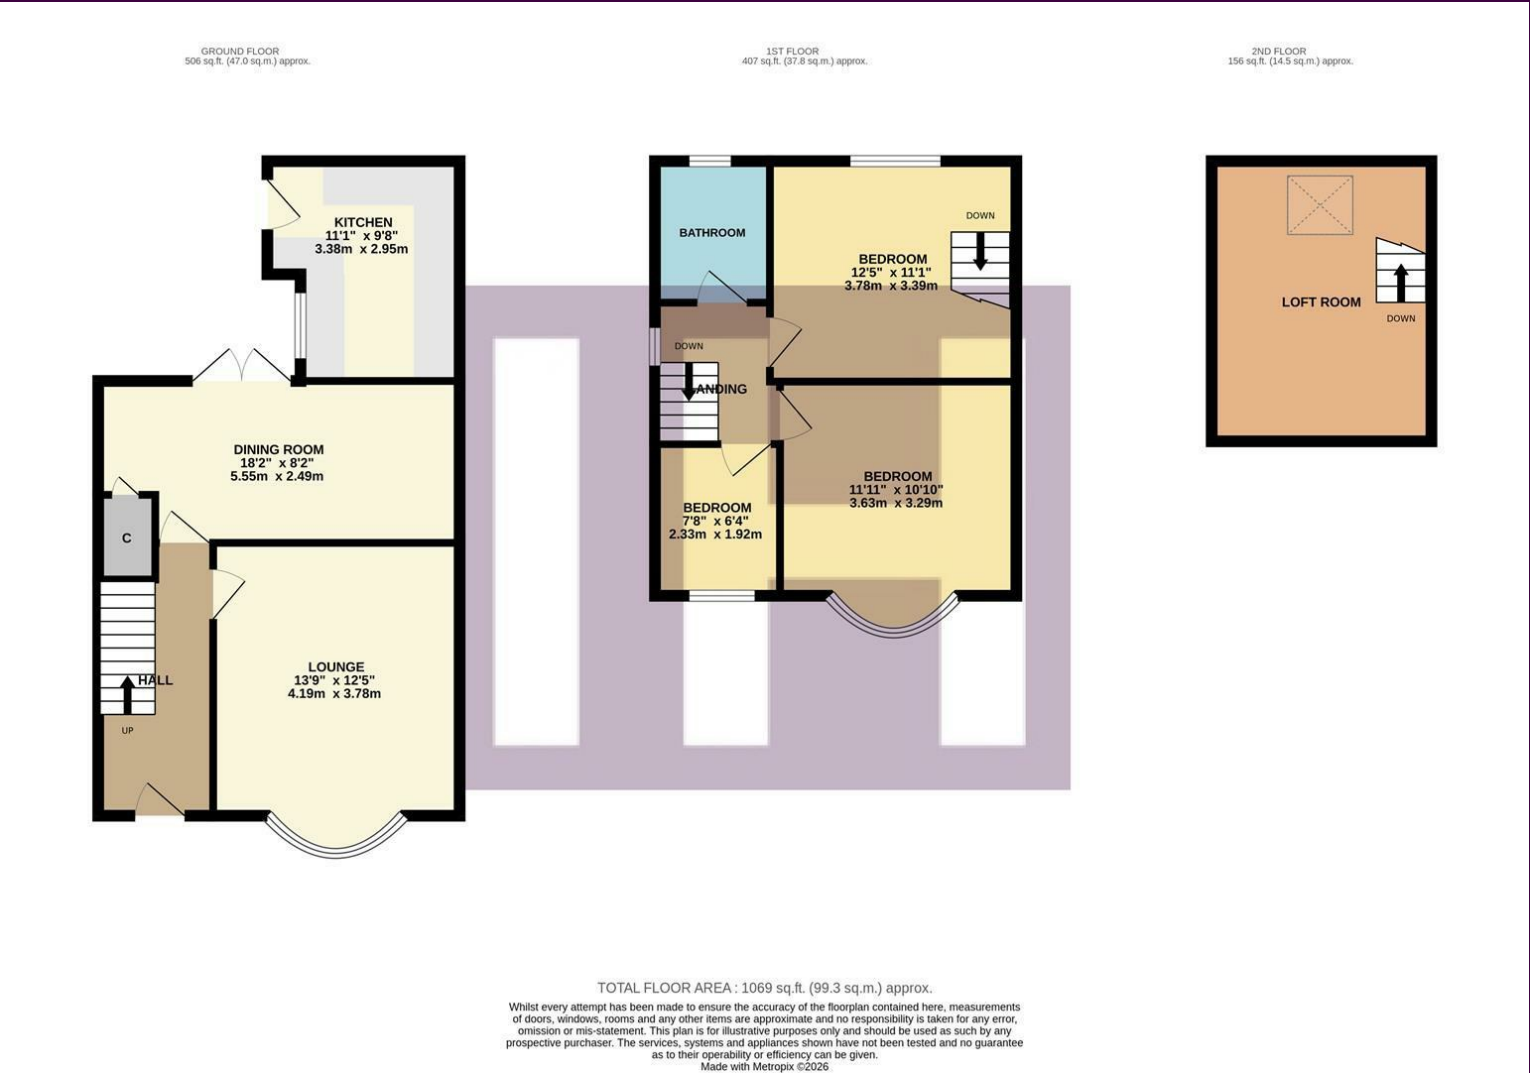 GROUND FLOOR
506 sq.ft. (47.0 sq.m.) approx.
1ST FLOOR
407 sq.ft. (37.8 sq.m.) approx.
2ND FLOOR
156 sq.ft. (14.5 sq.m.) approx.
KITCHEN
11'1" x 9'8"
3.38m x 2.95m
DINING ROOM
18'2" x 8'2"
5.55m x 2.49m
C
HALL
UP
LOUNGE
13'9" x 12'5"
4.19m x 3.78m
BATHROOM
DOWN
BEDROOM
12'5" x 11'1"
3.78m x 3.39m
DOWN
LANDING
BEDROOM
11'11" x 10'10"
3.63m x 3.29m
BEDROOM
7'8" x 6'4"
2.33m x 1.92m
LOFT ROOM
DOWN
TOTAL FLOOR AREA : 1069 sq.ft. (99.3 sq.m.) approx.
Whilst every attempt has been made to ensure the accuracy of the floorplan contained here, measurements
of doors, windows, rooms and any other items are approximate and no responsibility is taken for any error,
omission or mis-statement. This plan is for illustrative purposes only and should be used as such by any
prospective purchaser. The services, systems and appliances shown have not been tested and no guarantee
as to their operability or efficiency can be given.
Made with Metropix ©2026